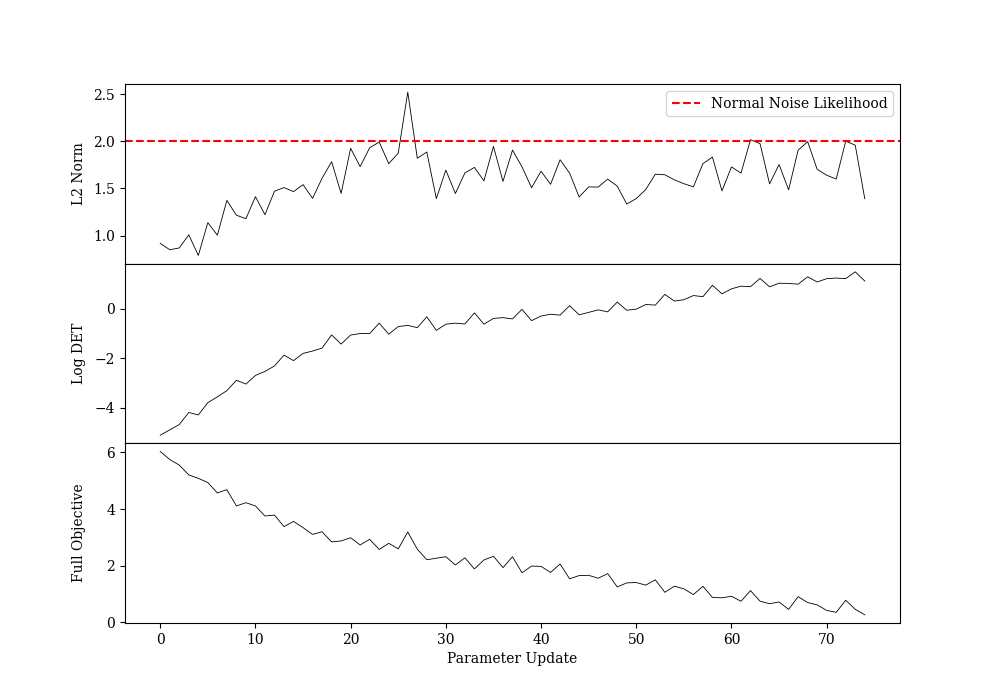 2.5
Normal Noise Likelihood
2.0
L2 Norm
1.5
1.0
0
Log DET
−2
−4
6
4
Full Objective
2
0
0 10 20 30 40 50 60 70
Parameter Update